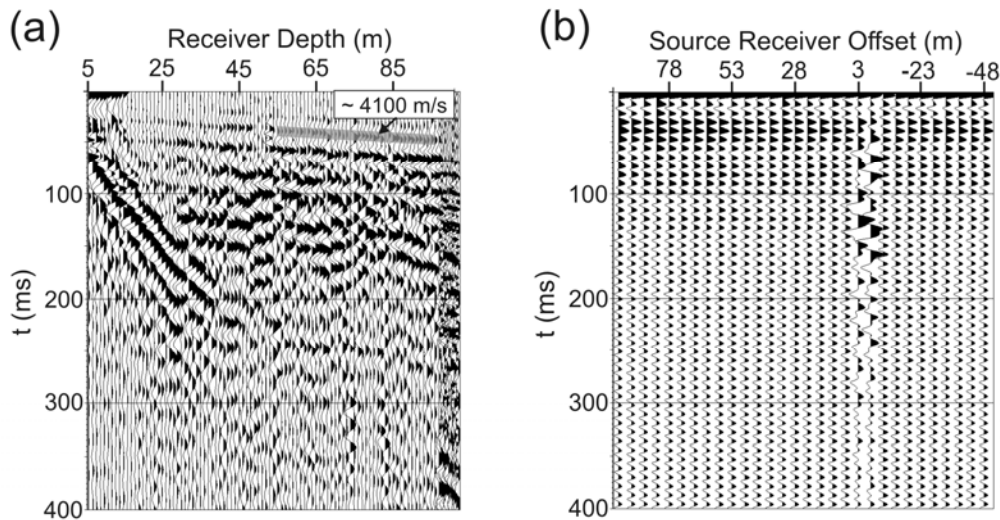 (a)
Receiver Depth (m)
5 25 45 65 85
~ 4100 m/s
t (ms)
100
200
300
400
(b)
Source Receiver Offset (m)
78 53 28 3 -23 -48
t (ms)
100
200
300
400